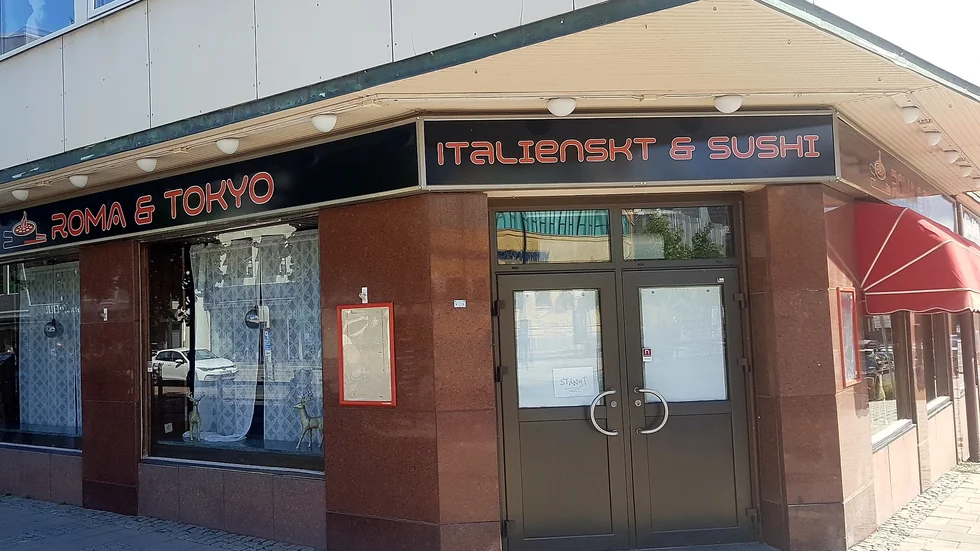 ROMA & TOKYO
ITALIENSKT & SUSHI
STÄNGT